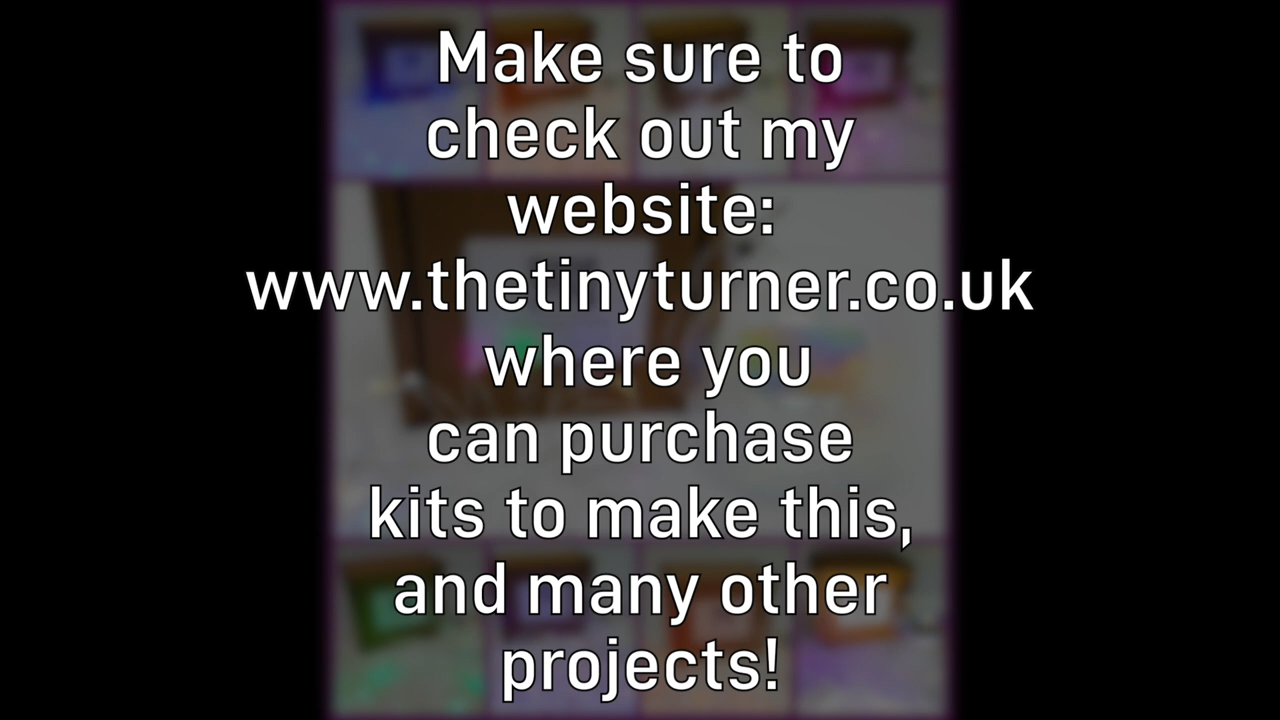 Make sure to
check out my
website:
www.thetinyturner.co.uk
where you
can purchase
kits to make this,
and many other
projects!